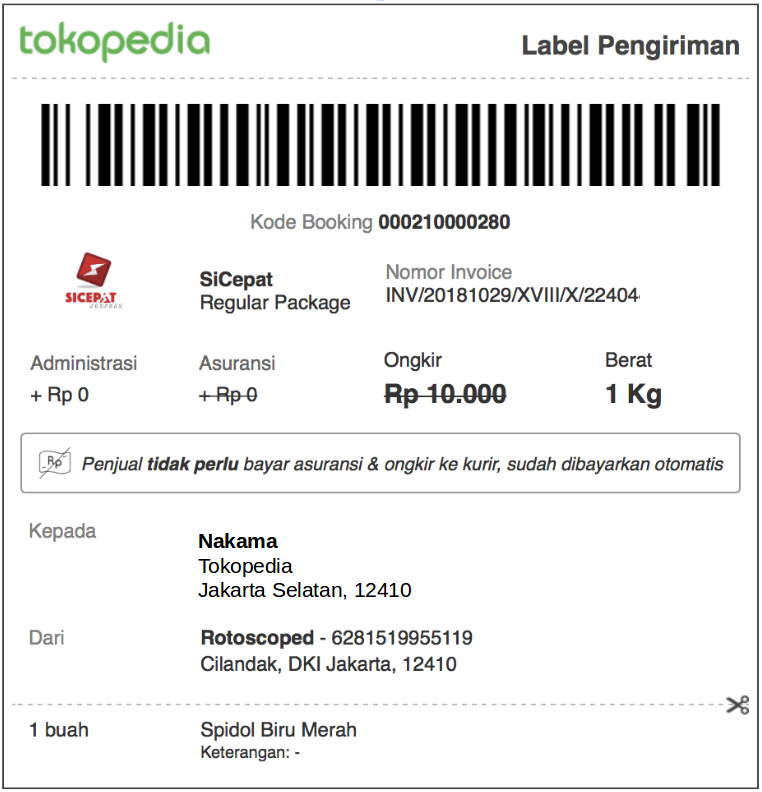 tokopedia
Label Pengiriman
Kode Booking 000210000280
SICEPAT
EKSPRES
SiCepat
Regular Package
Nomor Invoice
INV/20181029/XVIII/X/22404
Administrasi
+ Rp 0
Asuransi
+ Rp 0
Ongkir
Rp 10.000
Berat
1 Kg
Rp
Penjual tidak perlu bayar asuransi & ongkir ke kurir, sudah dibayarkan otomatis
Kepada
Nakama
Tokopedia
Jakarta Selatan, 12410
Dari
Rotoscoped - 6281519955119
Cilandak, DKI Jakarta, 12410
1 buah
Spidol Biru Merah
Keterangan: -